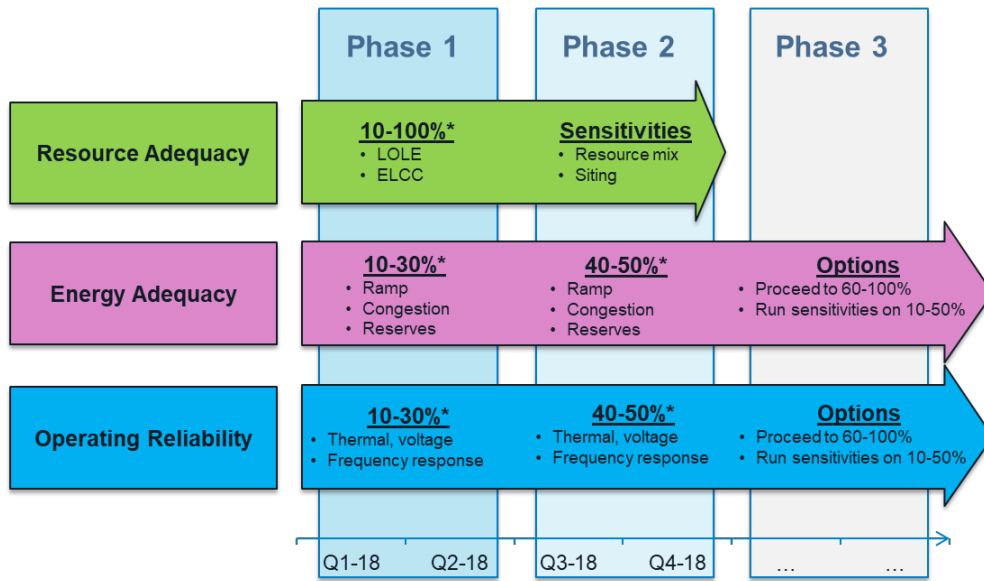 Phase 1
Phase 2
Phase 3
Resource Adequacy
10-100%*
• LOLE
• ELCC
Sensitivities
• Resource mix
• Siting
Energy Adequacy
10-30%*
• Ramp
• Congestion
• Reserves
40-50%*
• Ramp
• Congestion
• Reserves
Options
• Proceed to 60-100%
• Run sensitivities on 10-50%
Operating Reliability
10-30%*
• Thermal, voltage
• Frequency response
40-50%*
• Thermal, voltage
• Frequency response
Options
• Proceed to 60-100%
• Run sensitivities on 10-50%
Q1-18
Q2-18
Q3-18
Q4-18
...
...